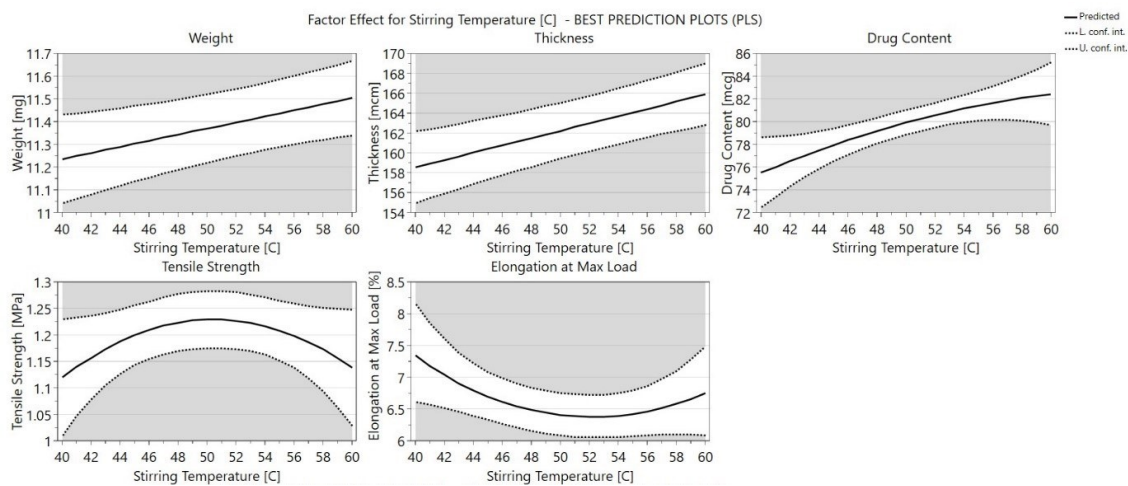 Factor Effect for Stirring Temperature [C] - BEST PREDICTION PLOTS (PLS)
Predicted
L. conf. int.
U. conf. int.
Weight
Weight [mg]
11.7
11.6
11.5
11.4
11.3
11.2
11.1
11
40 42 44 46 48 50 52 54 56 58 60
Stirring Temperature [C]
Thickness
Thickness [mcm]
170
168
166
164
162
160
158
156
154
40 42 44 46 48 50 52 54 56 58 60
Stirring Temperature [C]
Drug Content
Drug Content [mcg]
86
84
82
80
78
76
74
72
40 42 44 46 48 50 52 54 56 58 60
Stirring Temperature [C]
Tensile Strength
Tensile Strength [MPa]
1.3
1.25
1.2
1.15
1.1
1.05
1
40 42 44 46 48 50 52 54 56 58 60
Stirring Temperature [C]
Elongation at Max Load
Elongation at Max Load [%]
8.5
8
7.5
7
6.5
6
40 42 44 46 48 50 52 54 56 58 60
Stirring Temperature [C]